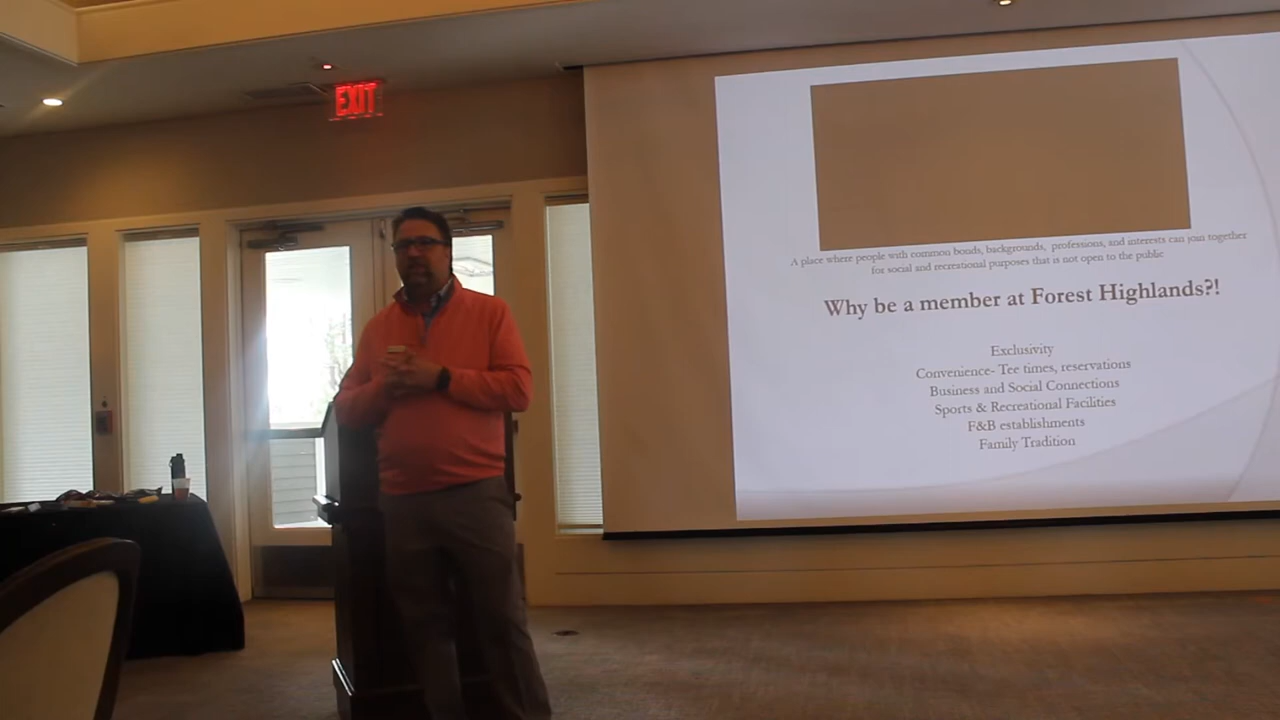 EXIT
A place where people with common bonds, backgrounds, professions, and interests can join together
for social and recreational purposes that is not open to the public
Why be a member at Forest Highlands?!
Exclusivity
Convenience- Tee times, reservations
Business and Social Connections
Sports & Recreational Facilities
F&B establishments
Family Tradition